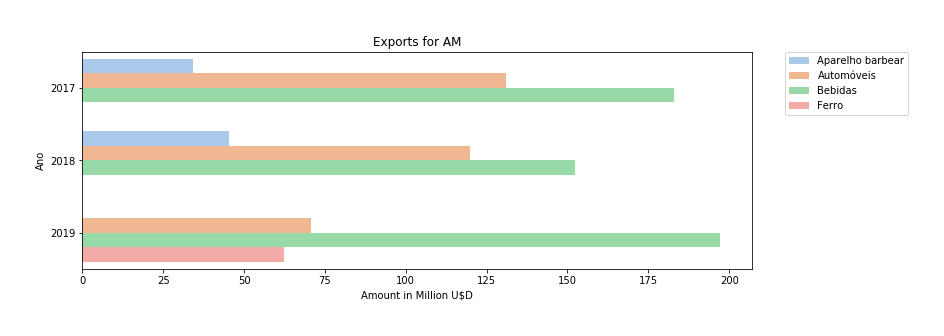 Exports for AM
Aparelho barbear
Automóveis
Bebidas
Ferro
2017
2018
2019
Ano
0 25 50 75 100 125 150 175 200
Amount in Million U$D